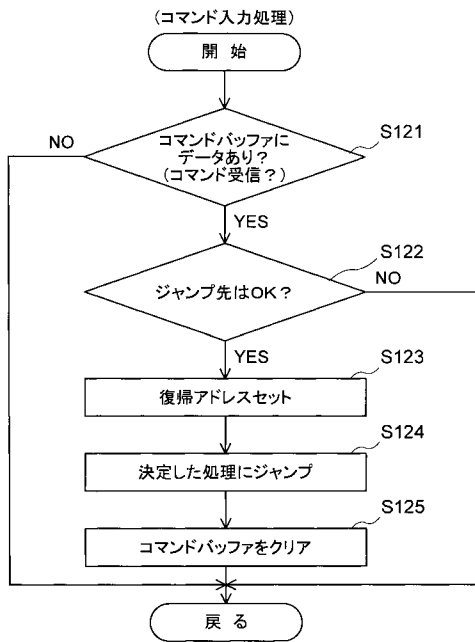 (コマンド入力処理)
開 始
S121
NO
コマンドバッファに
データあり?
(コマンド受信?)
YES
S122
NO
ジャンプ先はOK?
YES
S123
復帰アドレスセット
S124
決定した処理にジャンプ
S125
コマンドバッファをクリア
戻 る